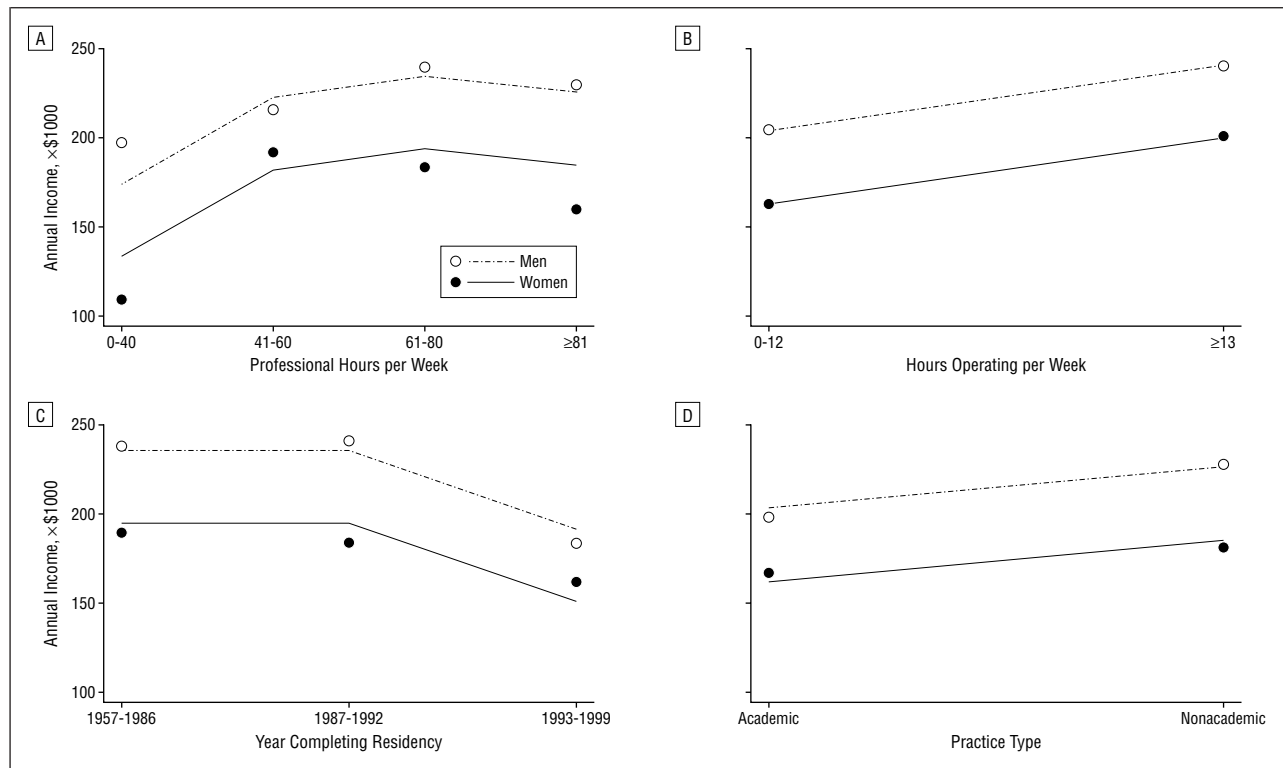 A
250
200
150
100
Annual Income, ×$1000
Men
Women
0-40 41-60 61-80 ≥81
Professional Hours per Week
B
0-12 ≥13
Hours Operating per Week
C
250
200
150
100
Annual Income, ×$1000
1957-1986 1987-1992 1993-1999
Year Completing Residency
D
Academic Nonacademic
Practice Type